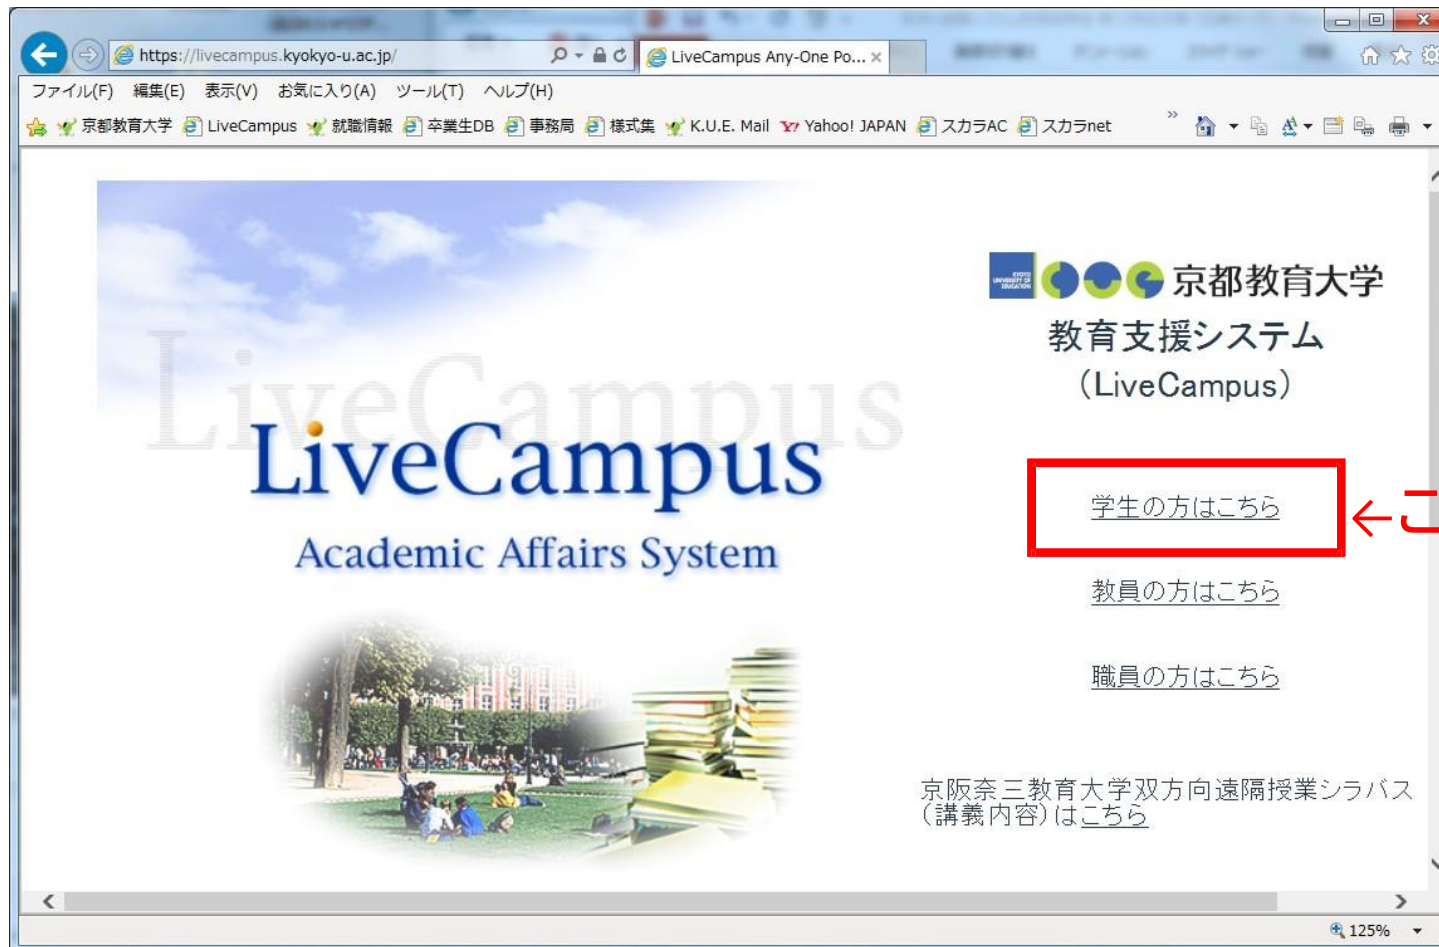 https://livecampus.kyokyo-u.ac.jp/
LiveCampus Any-One Po...
ファイル(F) 編集(E) 表示(V) お気に入り(A) ツール(T) ヘルプ(H)
京都教育大学 LiveCampus 就職情報 卒業生DB 事務局 様式集 K.U.E. Mail Yahoo! JAPAN スカラAC スカラnet
LiveCampus
LiveCampus
Academic Affairs System
KYOTO
UNIVERSITY OF
EDUCATION
京都教育大学
教育支援システム
(LiveCampus)
学生の方はこちら
←こ
教員の方はこちら
職員の方はこちら
京阪奈三教育大学双方向遠隔授業シラバス
(講義内容)はこちら
125%